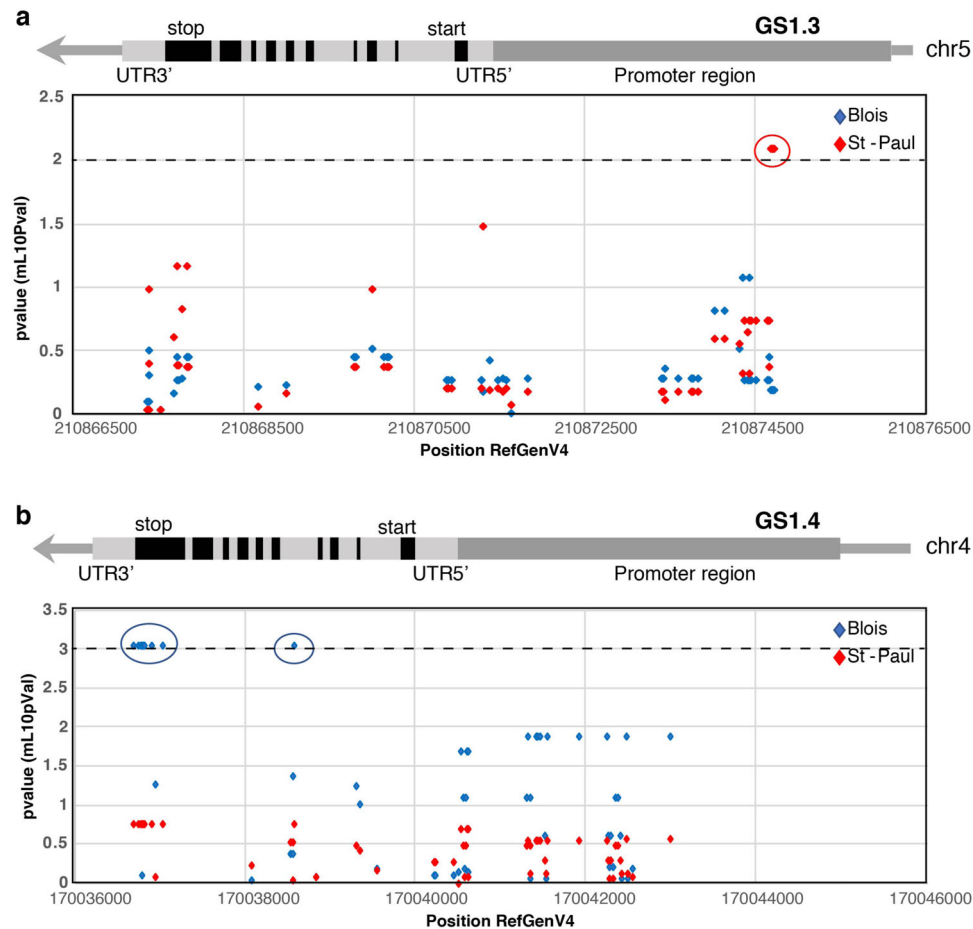 a
stop
start
GS1.3
chr5
UTR3'
UTR5'
Promoter region
2.5
2
1.5
1
0.5
0
pvalue (mL10Pval)
Blois
St -Paul
210866500
210868500
210870500
210872500
210874500
210876500
Position RefGenV4
b
stop
start
GS1.4
chr4
UTR3'
UTR5'
Promoter region
3.5
3
2.5
2
1.5
1
0.5
0
pvalue (mL10pVal)
Blois
St -Paul
170036000
170038000
170040000
170042000
170044000
170046000
Position RefGenV4